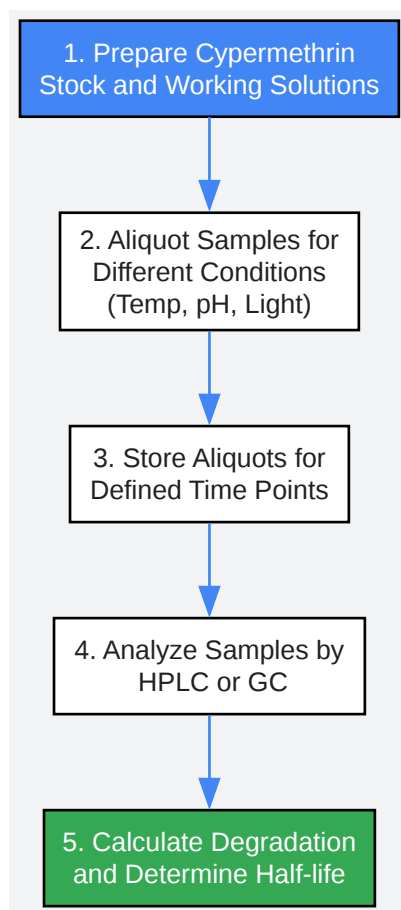 1. Prepare Cypermethrin
Stock and Working Solutions
2. Aliquot Samples for
Different Conditions
(Temp, pH, Light)
3. Store Aliquots for
Defined Time Points
4. Analyze Samples by
HPLC or GC
5. Calculate Degradation
and Determine Half-life